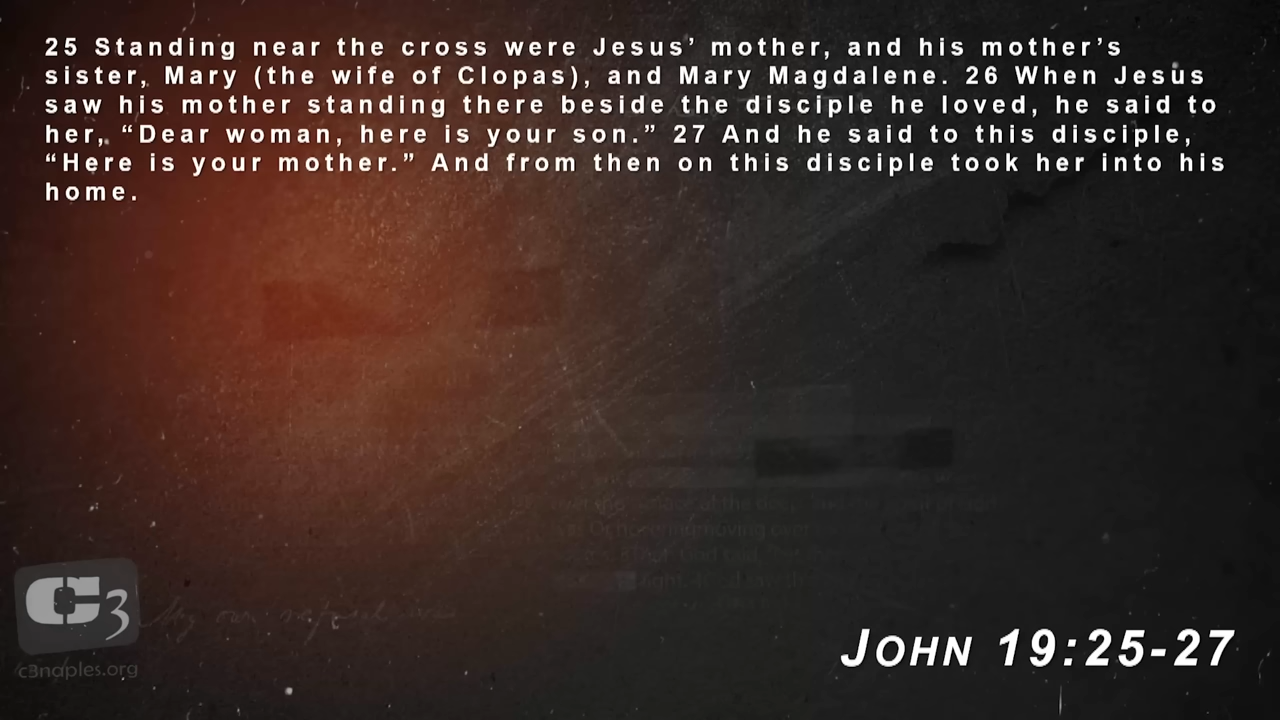 25 Standing near the cross were Jesus’ mother, and his mother’s
sister, Mary (the wife of Clopas), and Mary Magdalene. 26 When Jesus
saw his mother standing there beside the disciple he loved, he said to
her, “Dear woman, here is your son.” 27 And he said to this disciple,
“Here is your mother.” And from then on this disciple took her into his
home.
C3
c3naples.org
JOHN 19:25-27